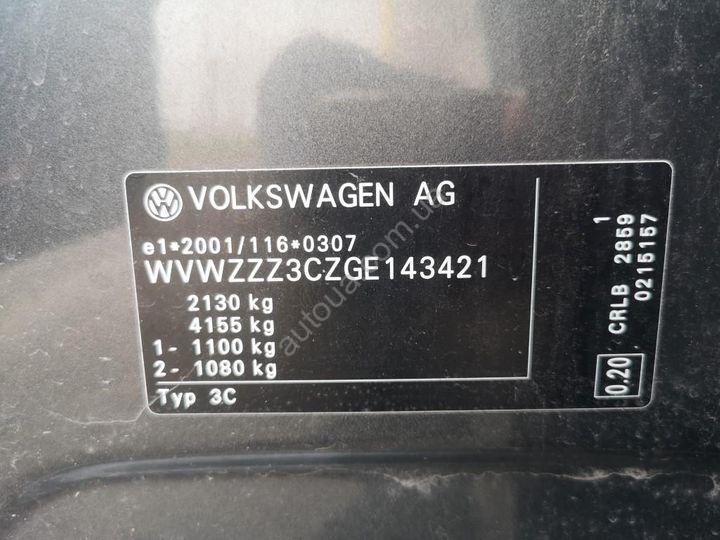 VOLKSWAGEN AG
e1*2001/116*0307
WVWZZZ3CZGE143421
2130 kg
4155 kg
1- 1100 kg
2- 1080 kg
Typ 3C
1
CRLB 2859
0215157
0.20
autoua.com.ua